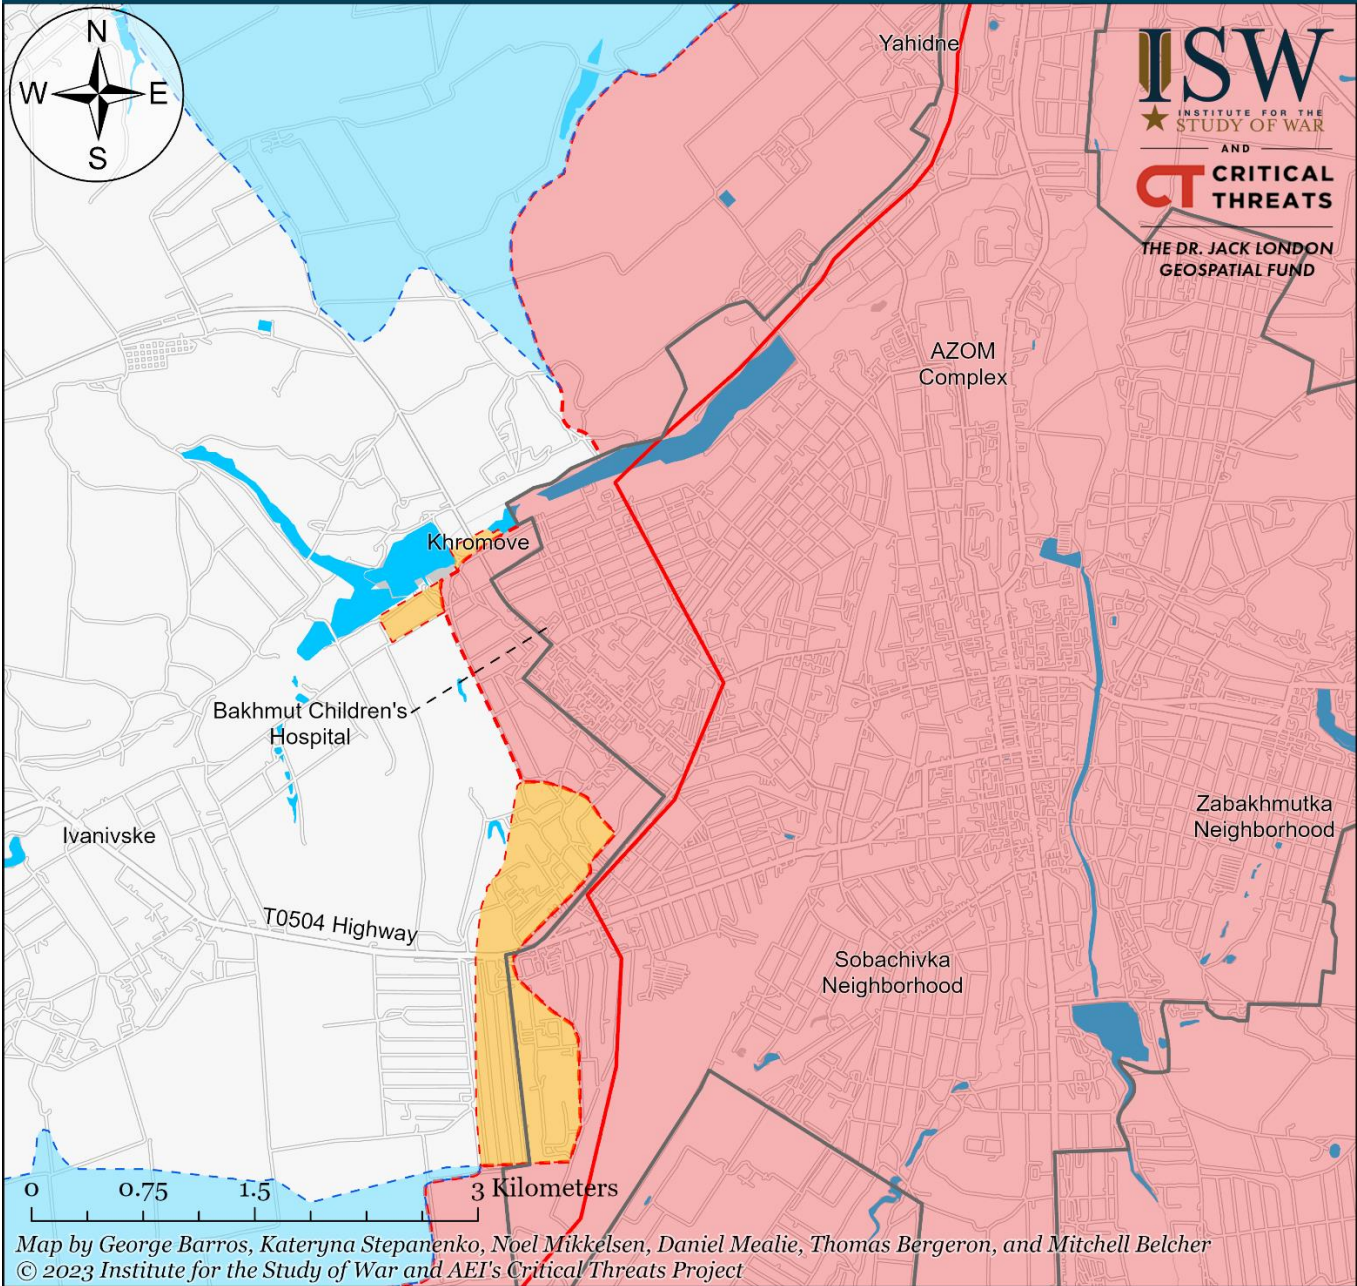 N
W
E
S
Yahidne
ISW
INSTITUTE FOR THE
STUDY OF WAR
AND
CT CRITICAL
THREATS
THE DR. JACK LONDON
GEOSPATIAL FUND
AZOM
Complex
Khromove
Bakhmut Children's
Hospital
Zabakhmutka
Neighborhood
Ivanivske
T0504 Highway
Sobachivka
Neighborhood
0 0.75 1.5 3 Kilometers
Map by George Barros, Kateryna Stepanenko, Noel Mikkelsen, Daniel Mealie, Thomas Bergeron, and Mitchell Belcher
© 2023 Institute for the Study of War and AEI's Critical Threats Project